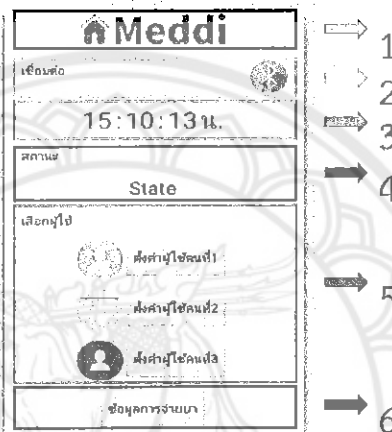 Meddi
1
เชื่อมต่อ
2
15:10:13 น.
3
สถานะ
4
State
เลือกผู้ใช้
ตั้งค่าผู้ใช้คนที่1
ตั้งค่าผู้ใช้คนที่2
5
ตั้งค่าผู้ใช้คนที่3
ข้อมูลการจ่ายยา
6